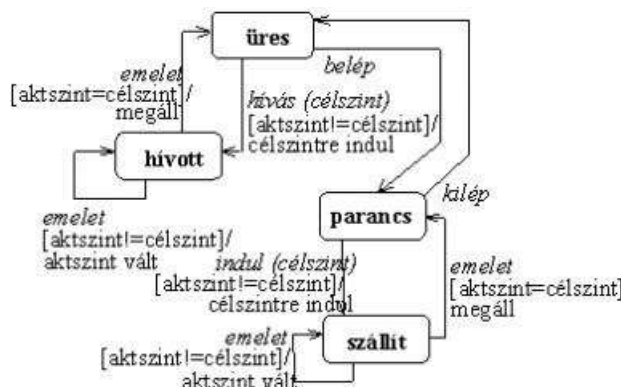 üres
belép
emelet
[aktszint=célszint]/
megáll
hívás (célszint)
[aktszint!=célszint]/
célszintre indul
hívott
kilép
parancs
emelet
[aktszint!=célszint]/
aktszint vált
indul (célszint)
[aktszint!=célszint]/
célszintre indul
emelet
[aktszint=célszint]
megáll
emelet
[aktszint!=célszint]/
aktszint vált
szállít